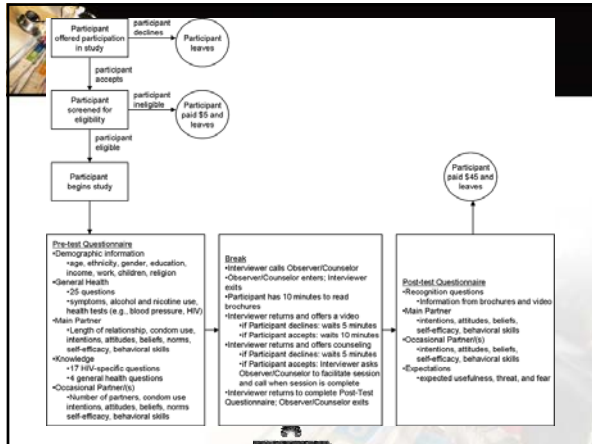 Participant
offered participation
in study
participant
declines
Participant
leaves
participant
accepts
Participant
screened for
eligibility
participant
ineligible
Participant
paid $5 and
leaves
participant
eligible
Participant
begins study
Participant
paid $45 and
leaves
Pre-test Questionnaire
•Demographic information
•age, ethnicity, gender, education,
income, work, children, religion
•General Health
•25 questions
•symptoms, alcohol and nicotine use,
health tests (e.g., blood pressure, HIV)
•Main Partner
•Length of relationship, condom use,
intentions, attitudes, beliefs, norms,
self-efficacy, behavioral skills
•Knowledge
•17 HIV-specific questions
•4 general health questions
•Occasional Partner/(s)
•Number of partners, condom use
intentions, attitudes, beliefs, norms
self-efficacy, behavioral skills
Break
•Interviewer calls Observer/Counselor
•Observer/Counselor enters; Interviewer
exits
•Participant has 10 minutes to read
brochures
•Interviewer returns and offers a video
•if Participant declines: waits 5 minutes
•if Participant accepts: waits 10 minutes
•Interviewer returns and offers counseling
•if Participant declines: waits 5 minutes
•if Participant accepts: Interviewer asks
Observer/Counselor to facilitate session
and call when session is complete
•Interviewer returns to complete Post-Test
Questionnaire; Observer/Counselor exits
Post-test Questionnaire
•Recognition questions
•Information from brochures and video
•Main Partner
•intentions, attitudes, beliefs,
self-efficacy, behavioral skills
•Occasional Partner/(s)
•intentions, attitudes, beliefs,
self-efficacy, behavioral skills
•Expectations
•expected usefulness, threat, and fear